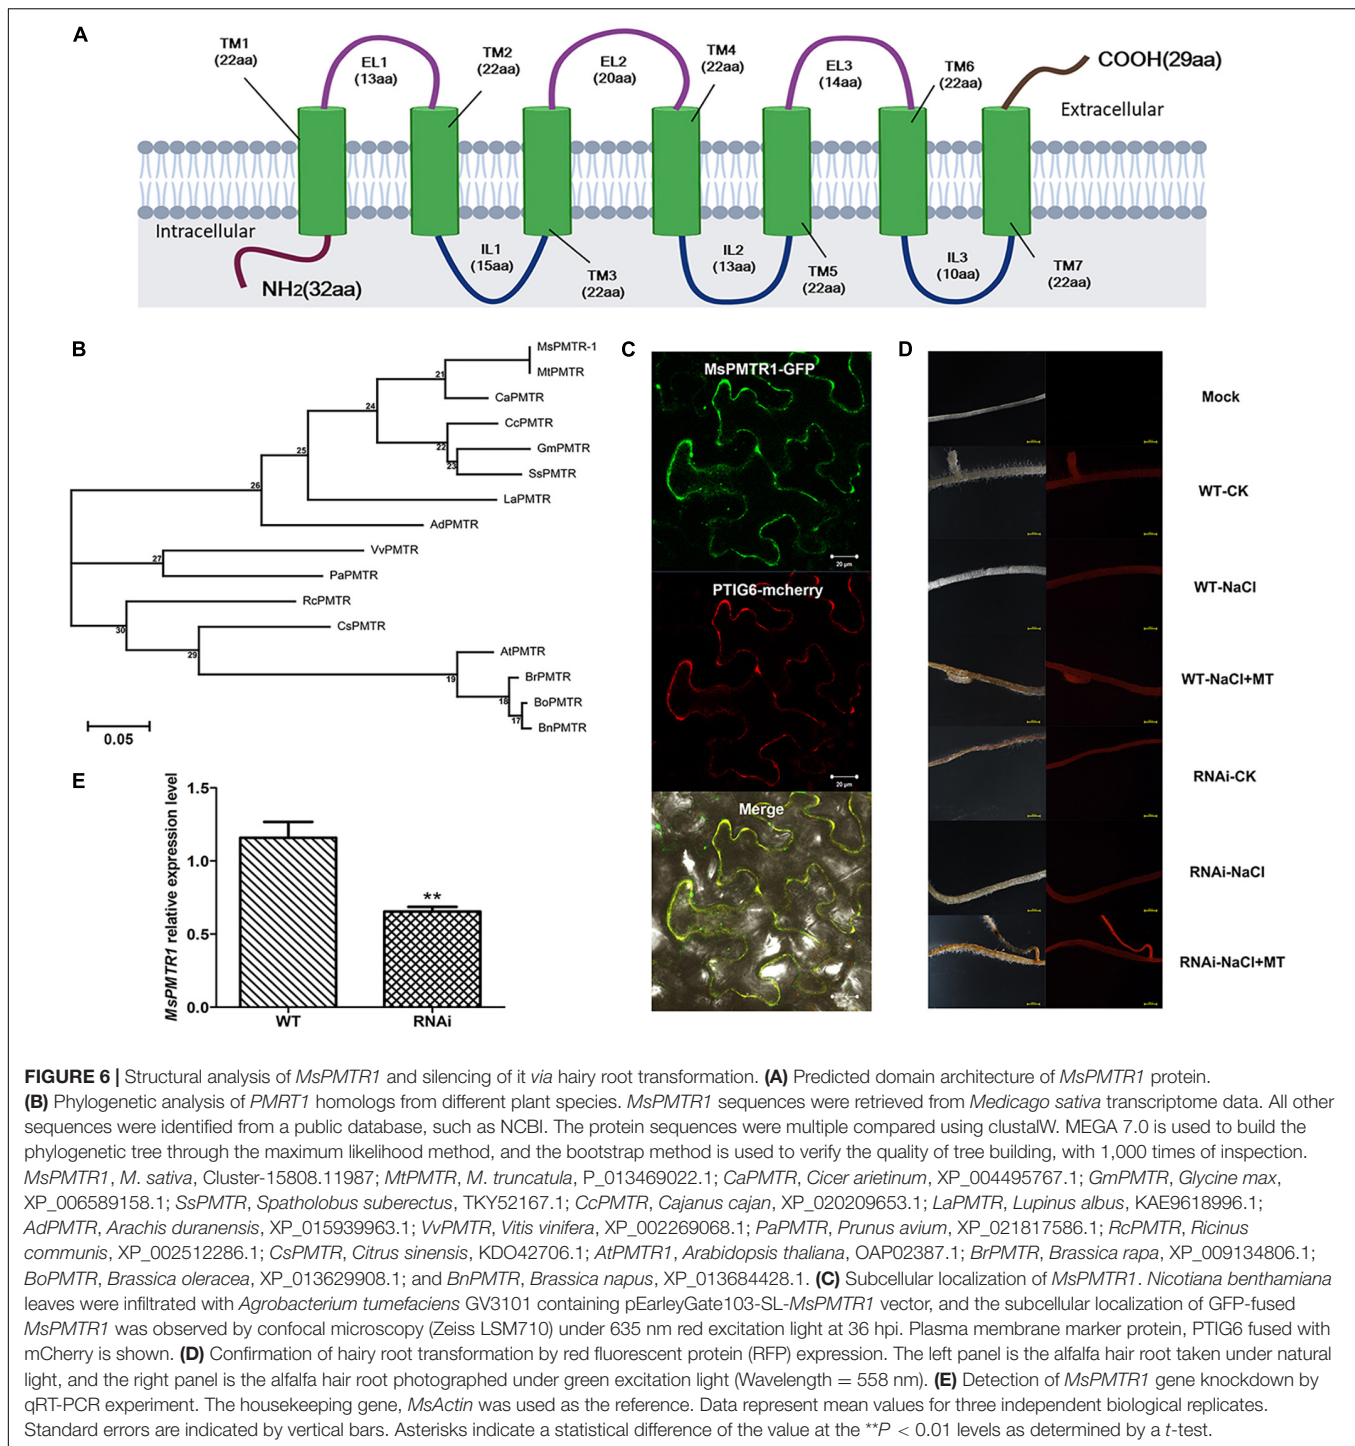 A
TM1
(22aa)
EL1
(13aa)
TM2
(22aa)
EL2
(20aa)
TM4
(22aa)
EL3
(14aa)
TM6
(22aa)
COOH(29aa)
Extracellular
Intracellular
NH2(32aa)
IL1
(15aa)
TM3
(22aa)
IL2
(13aa)
TM5
(22aa)
IL3
(10aa)
TM7
(22aa)
B
MsPMTR-1
MtPMTR
21
CaPMTR
24
CcPMTR
22
GmPMTR
23
SsPMTR
25
LaPMTR
26
AdPMTR
VvPMTR
27
PaPMTR
RcPMTR
30
CsPMTR
29
AtPMTR
19
BrPMTR
18
BoPMTR
17
BnPMTR
0.05
C
MsPMTR1-GFP
20 µm
PTIG6-mcherry
20 µm
Merge
D
Mock
WT-CK
WT-NaCl
WT-NaCl+MT
RNAi-CK
RNAi-NaCl
RNAi-NaCl+MT
E
MsPMTR1 relative expression level
1.5
1.0
0.5
0.0
**
WT
RNAi
FIGURE 6 | Structural analysis of MsPMTR1 and silencing of it via hairy root transformation. (A) Predicted domain architecture of MsPMTR1 protein.
(B) Phylogenetic analysis of PMRT1 homologs from different plant species. MsPMTR1 sequences were retrieved from Medicago sativa transcriptome data. All other
sequences were identified from a public database, such as NCBI. The protein sequences were multiple compared using clustalW. MEGA 7.0 is used to build the
phylogenetic tree through the maximum likelihood method, and the bootstrap method is used to verify the quality of tree building, with 1,000 times of inspection.
MsPMTR1, M. sativa, Cluster-15808.11987; MtPMTR, M. truncatula, P_013469022.1; CaPMTR, Cicer arietinum, XP_004495767.1; GmPMTR, Glycine max,
XP_006589158.1; SsPMTR, Spatholobus suberectus, TKY52167.1; CcPMTR, Cajanus cajan, XP_020209653.1; LaPMTR, Lupinus albus, KAE9618996.1;
AdPMTR, Arachis duranensis, XP_015939963.1; VvPMTR, Vitis vinifera, XP_002269068.1; PaPMTR, Prunus avium, XP_021817586.1; RcPMTR, Ricinus
communis, XP_002512286.1; CsPMTR, Citrus sinensis, KDO42706.1; AtPMTR1, Arabidopsis thaliana, OAP02387.1; BrPMTR, Brassica rapa, XP_009134806.1;
BoPMTR, Brassica oleracea, XP_013629908.1; and BnPMTR, Brassica napus, XP_013684428.1. (C) Subcellular localization of MsPMTR1. Nicotiana benthamiana
leaves were infiltrated with Agrobacterium tumefaciens GV3101 containing pEarleyGate103-SL-MsPMTR1 vector, and the subcellular localization of GFP-fused
MsPMTR1 was observed by confocal microscopy (Zeiss LSM710) under 635 nm red excitation light at 36 hpi. Plasma membrane marker protein, PTIG6 fused with
mCherry is shown. (D) Confirmation of hairy root transformation by red fluorescent protein (RFP) expression. The left panel is the alfalfa hair root taken under natural
light, and the right panel is the alfalfa hair root photographed under green excitation light (Wavelength = 558 nm). (E) Detection of MsPMTR1 gene knockdown by
qRT-PCR experiment. The housekeeping gene, MsActin was used as the reference. Data represent mean values for three independent biological replicates.
Standard errors are indicated by vertical bars. Asterisks indicate a statistical difference of the value at the **P < 0.01 levels as determined by a t-test.